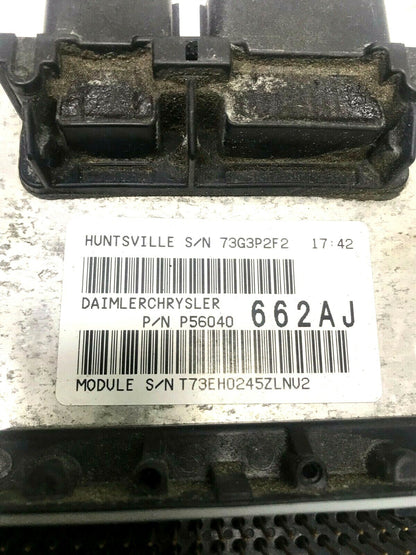 HUNTSVILLE S/N 73G3P2F2 17:42
DAIMLERCHRYSLER
P/N P56040 662AJ
MODULE S/N T73EH0245ZLNV2